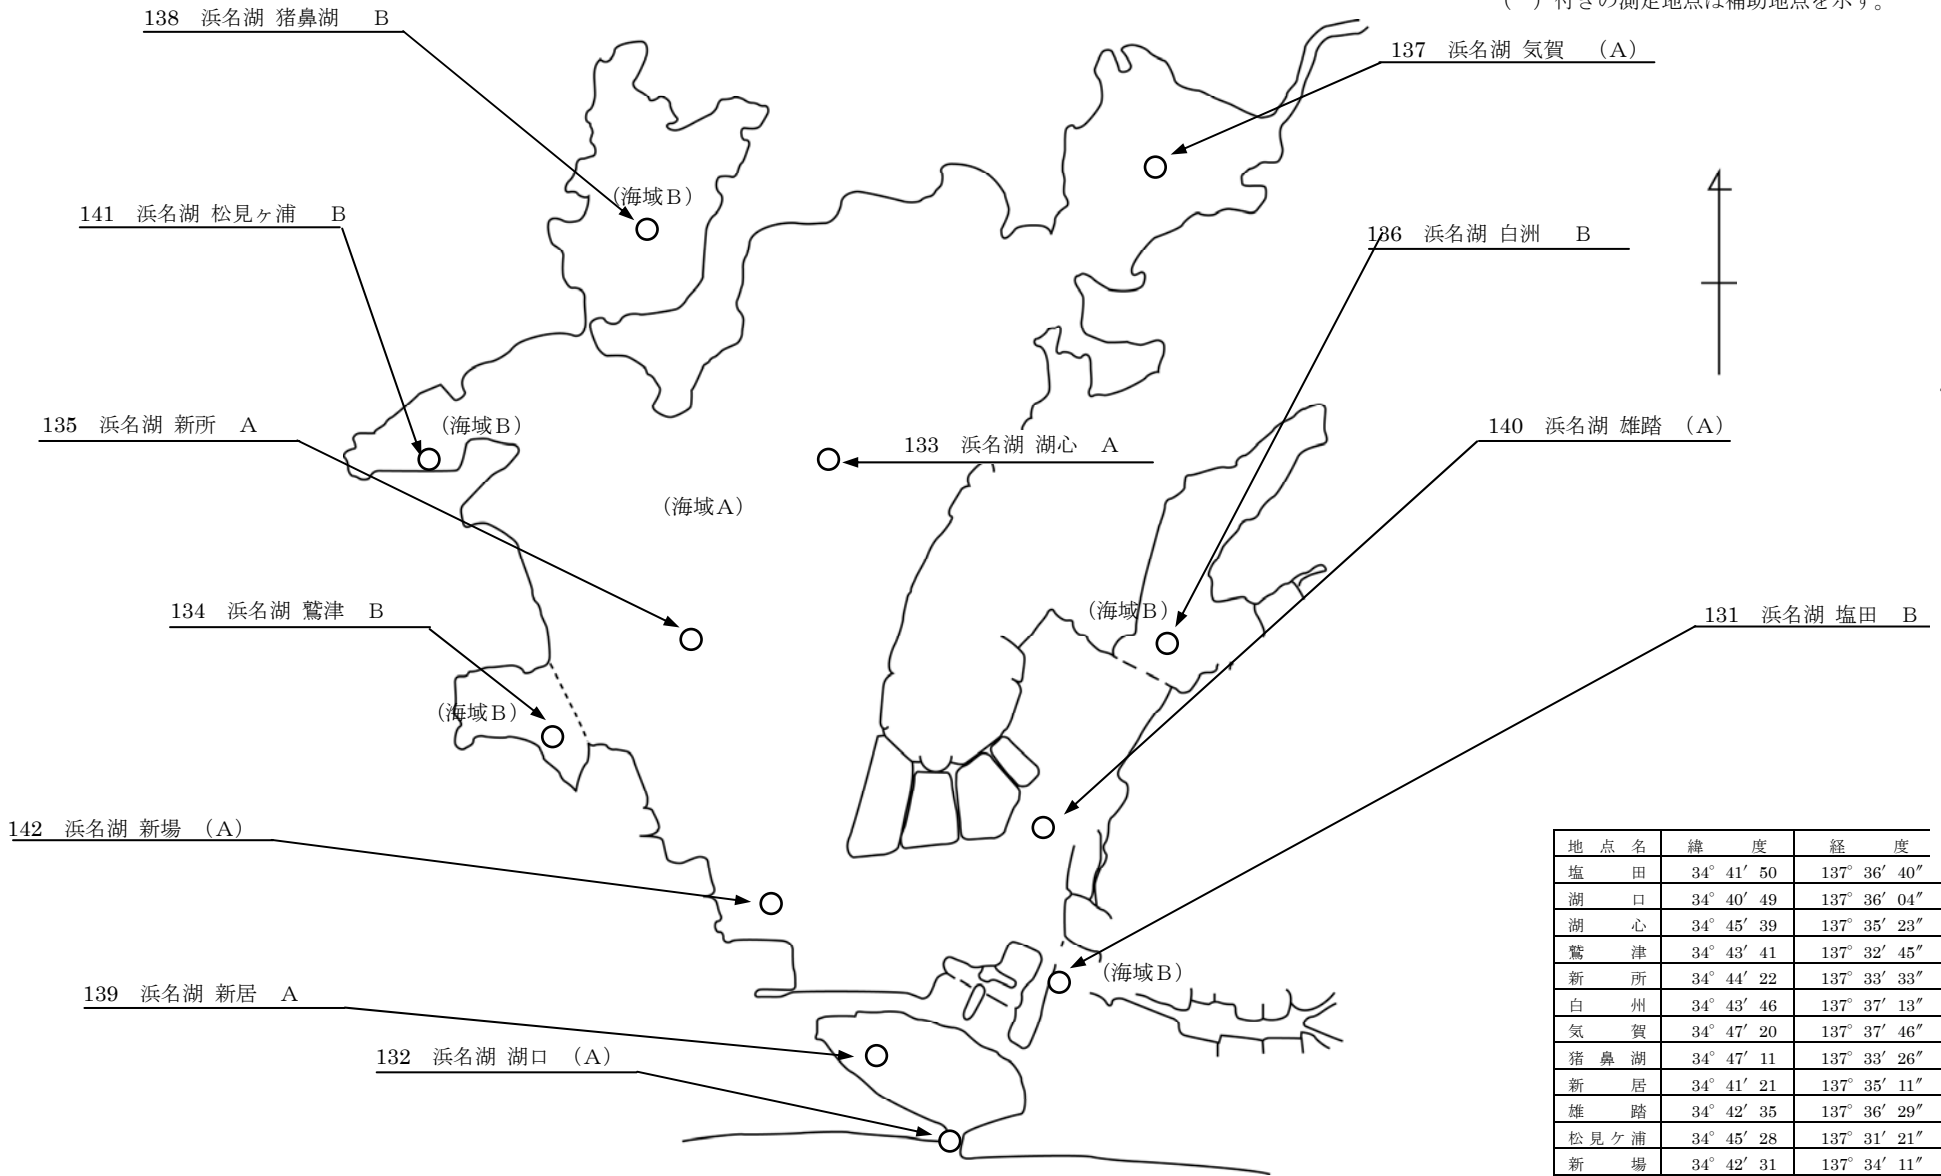 （　）付きの測定地点は補助地点を示す。
138　浜名湖 猪鼻湖　B
137　浜名湖 気賀　（A）
（海域B）
141　浜名湖 松見ヶ浦　B
136　浜名湖 白洲　B
135　浜名湖 新所　A
（海域B）
133　浜名湖 湖心　A
140　浜名湖 雄踏　（A）
（海域A）
134　浜名湖 鷲津　B
（海域B）
131　浜名湖 塩田　B
（海域B）
142　浜名湖 新場　（A）
（海域B）
139　浜名湖 新居　A
132　浜名湖 湖口　（A）
地点名　緯度　経度
塩田　34° 41′ 50　137° 36′ 40″
湖口　34° 40′ 49　137° 36′ 04″
湖心　34° 45′ 39　137° 35′ 23″
鷲津　34° 43′ 41　137° 32′ 45″
新所　34° 44′ 22　137° 33′ 33″
白州　34° 43′ 46　137° 37′ 13″
気賀　34° 47′ 20　137° 37′ 46″
猪鼻湖　34° 47′ 11　137° 33′ 26″
新居　34° 41′ 21　137° 35′ 11″
雄踏　34° 42′ 35　137° 36′ 29″
松見ケ浦　34° 45′ 28　137° 31′ 21″
新場　34° 42′ 31　137° 34′ 11″